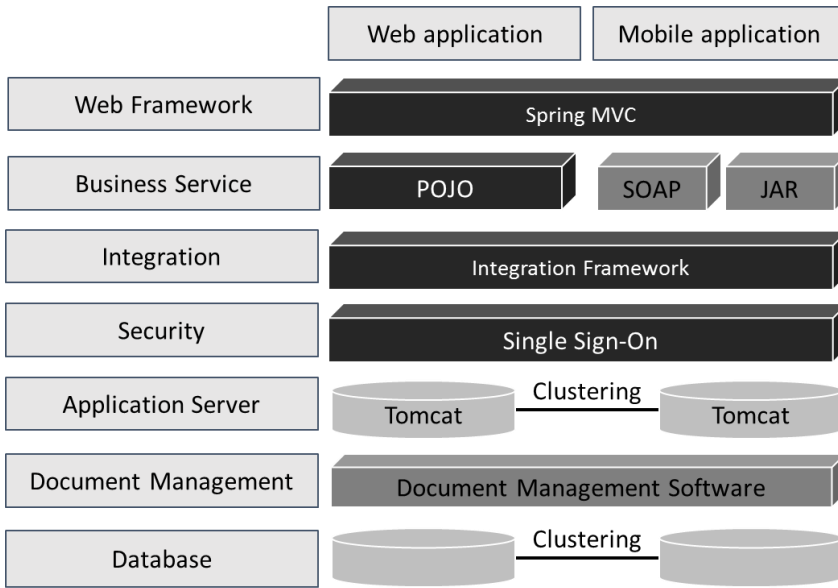 Web application
Mobile application
Web Framework
Spring MVC
Business Service
POJO
SOAP
JAR
Integration
Integration Framework
Security
Single Sign-On
Application Server
Tomcat
Clustering
Tomcat
Document Management
Document Management Software
Database
Clustering